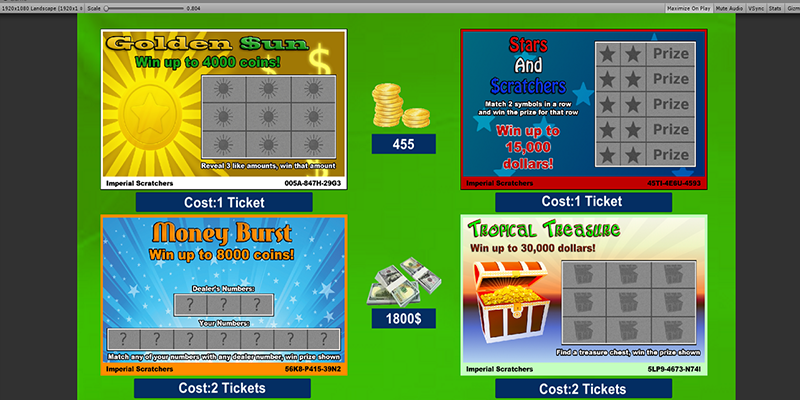 1920x1080 Landscape (1920x1
Scale
0.804
Maximize On Play
Mute Audio
VSync
Stats
Gizm
Golden Sun
Win up to 4000 coins!
Reveal 3 like amounts, win that amount
Imperial Scratchers
005A-847H-29G3
Cost:1 Ticket
455
Stars
And
Scratchers
Match 2 symbols in a row
and win the prize for that row
Win up to
15,000
dollars!
Prize
Prize
Prize
Prize
Prize
Imperial Scratchers
Cost:1 Ticket
Money Burst
Win up to 8000 coins!
Dealer's Numbers:
? ? ?
Your Numbers:
? ? ? ? ? ? ?
Match any of your numbers with any dealer number, win prize shown
Imperial Scratchers
56K8-P415-39N2
Cost:2 Tickets
1800$
Tropical Treasure
Win up to 30,000 dollars!
Find a treasure chest, win the prize shown
Imperial Scratchers
5LP9-4673-N74I
Cost:2 Tickets